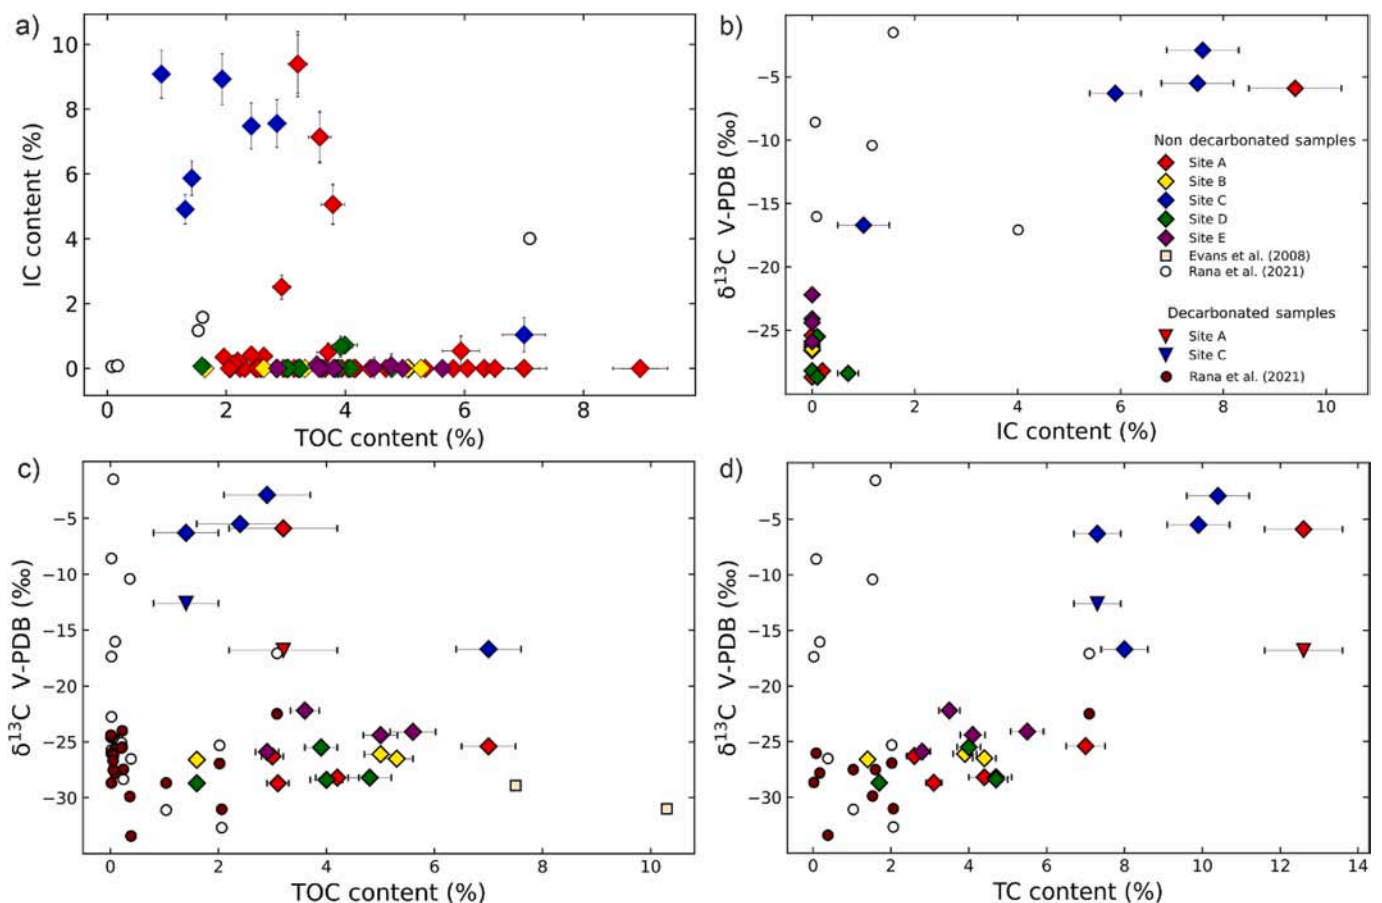 a)
10
8
6
4
2
0
IC content (%)
0
2
4
6
8
TOC content (%)
b)
−5
−10
−15
−20
−25
δ13C V-PDB (‰)
0
2
4
6
8
10
IC content (%)
Non decarbonated samples
Site A
Site B
Site C
Site D
Site E
Evans et al. (2008)
Rana et al. (2021)
Decarbonated samples
Site A
Site C
Rana et al. (2021)
c)
−5
−10
−15
−20
−25
−30
δ13C V-PDB (‰)
0
2
4
6
8
10
TOC content (%)
d)
−5
−10
−15
−20
−25
−30
δ13C V-PDB (‰)
0
2
4
6
8
10
12
14
TC content (%)